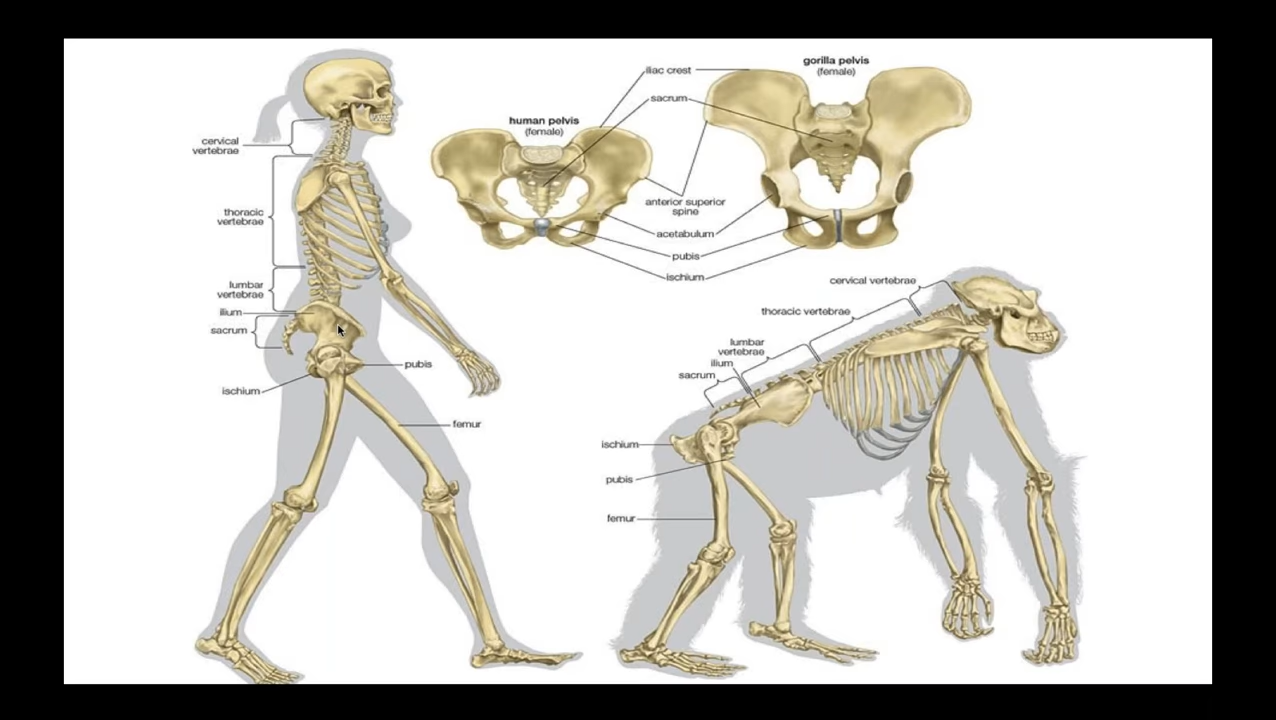 gorilla pelvis
(female)
iliac crest
sacrum
human pelvis
(female)
cervical
vertebrae
anterior superior
spine
thoracic
vertebrae
acetabulum
pubis
ischium
cervical vertebrae
lumbar
vertebrae
ilium
sacrum
thoracic vertebrae
lumbar
vertebrae
ilium
sacrum
pubis
ischium
femur
ischium
pubis
femur